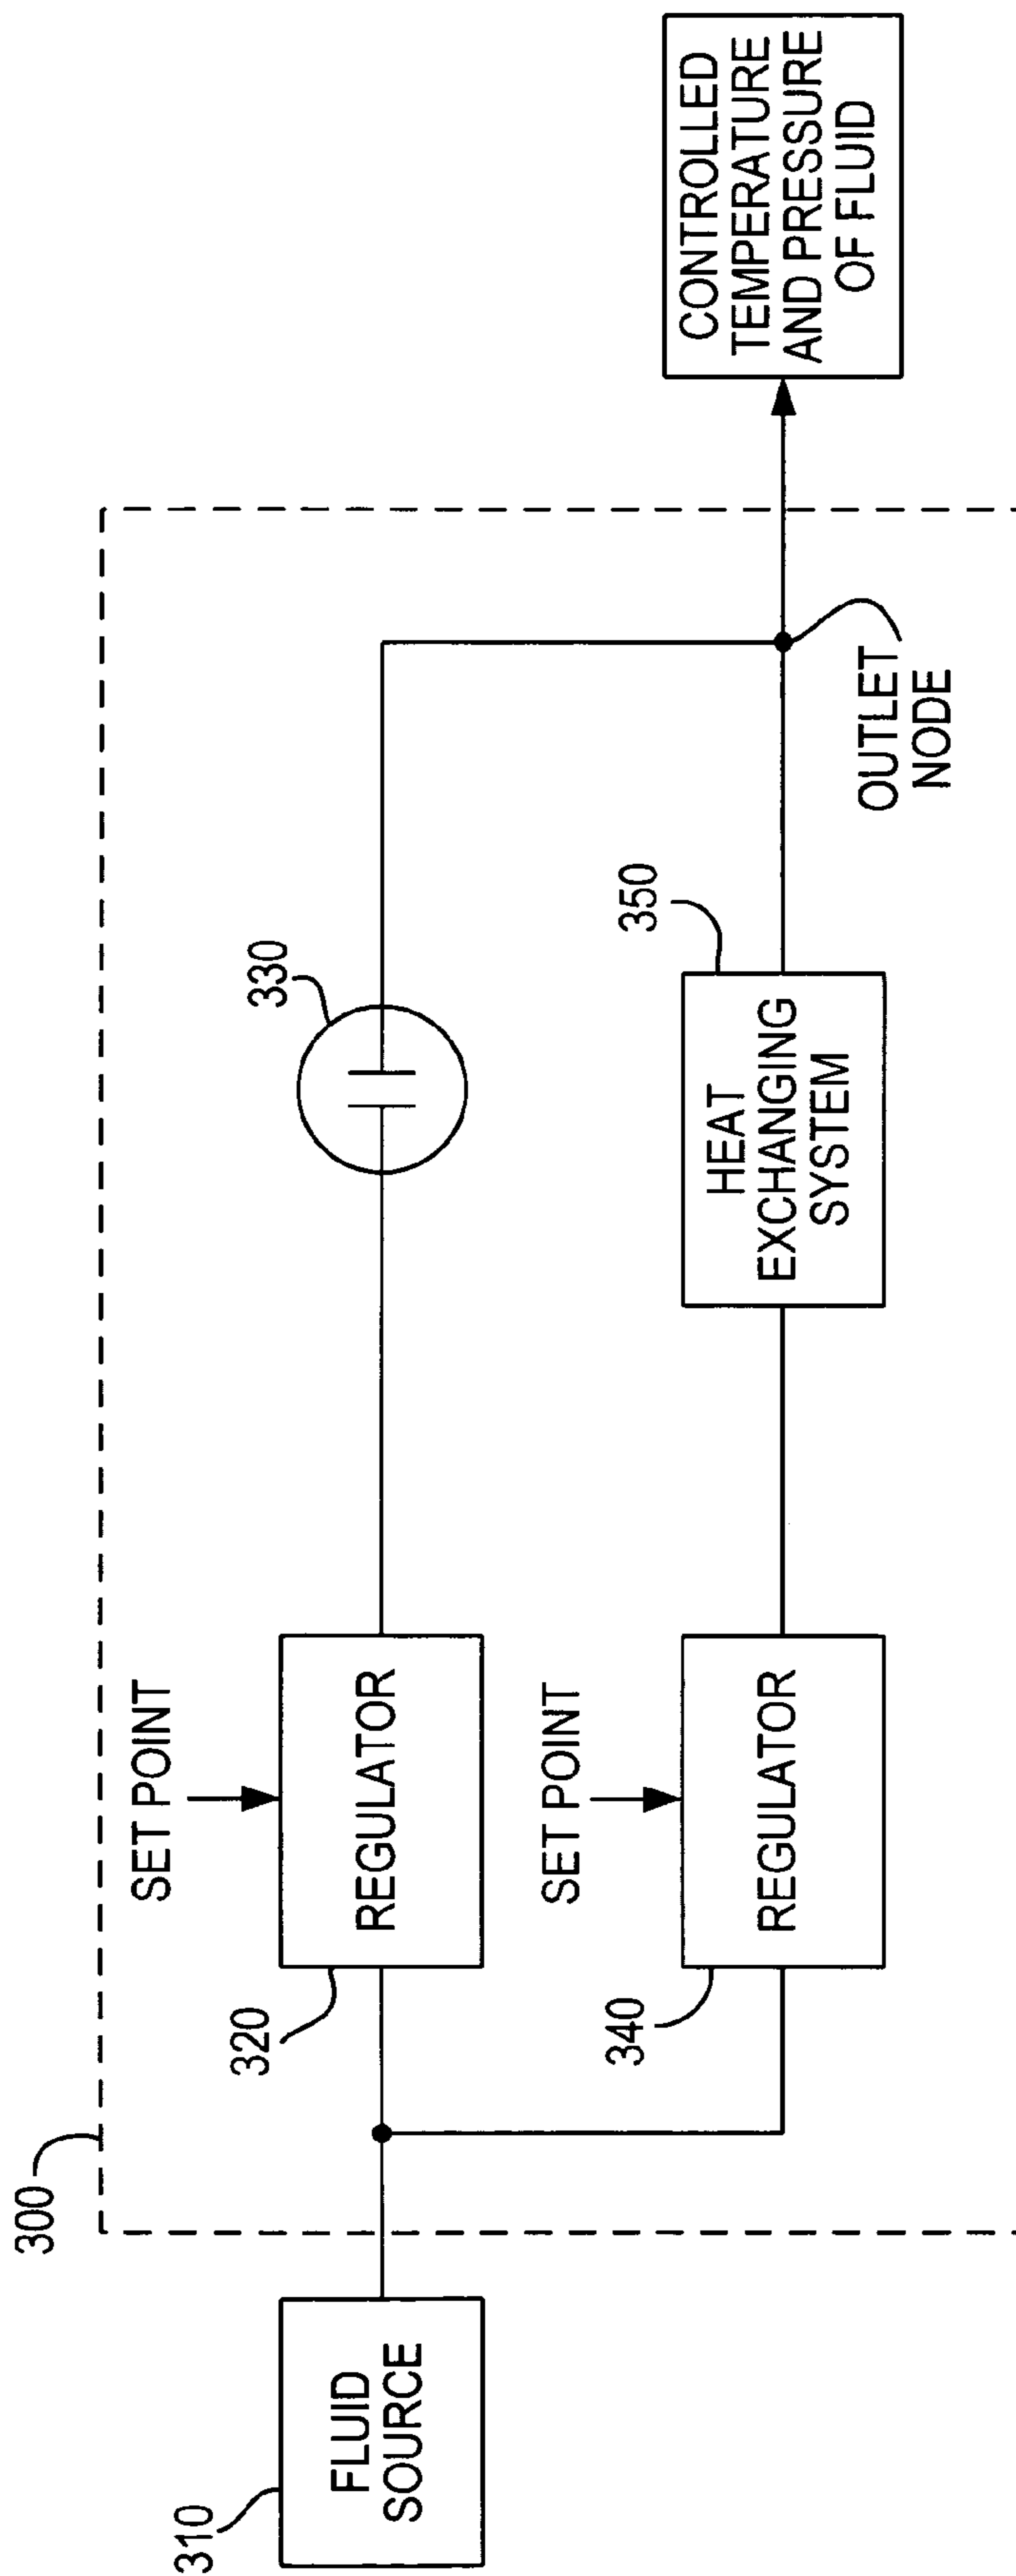 300
310
FLUID
SOURCE
SET POINT
320
REGULATOR
330
SET POINT
340
REGULATOR
350
HEAT
EXCHANGING
SYSTEM
OUTLET
NODE
CONTROLLED
TEMPERATURE
AND PRESSURE
OF FLUID